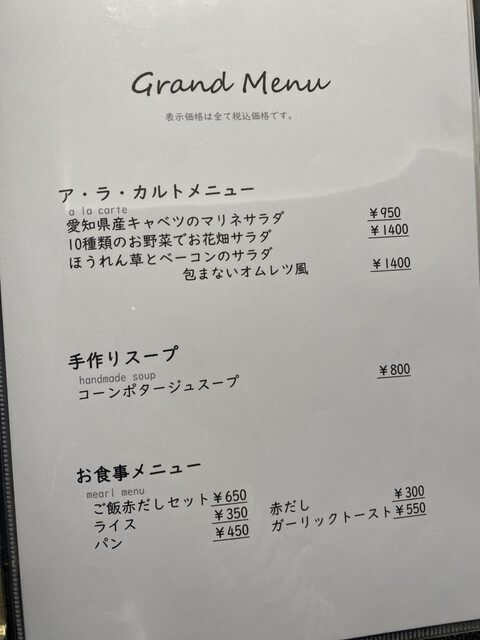 Grand Menu
表示価格は全て税込価格です。
ア・ラ・カルトメニュー
a la carte
愛知県産キャベツのマリネサラダ ¥950
10種類のお野菜でお花畑サラダ ¥1400
ほうれん草とベーコンのサラダ
包まないオムレツ風 ¥1400
手作りスープ
handmade soup
コーンポタージュスープ ¥800
お食事メニュー
mearl menu
ご飯赤だしセット ¥650 赤だし ¥300
ライス ¥350 ガーリックトースト ¥550
パン ¥450